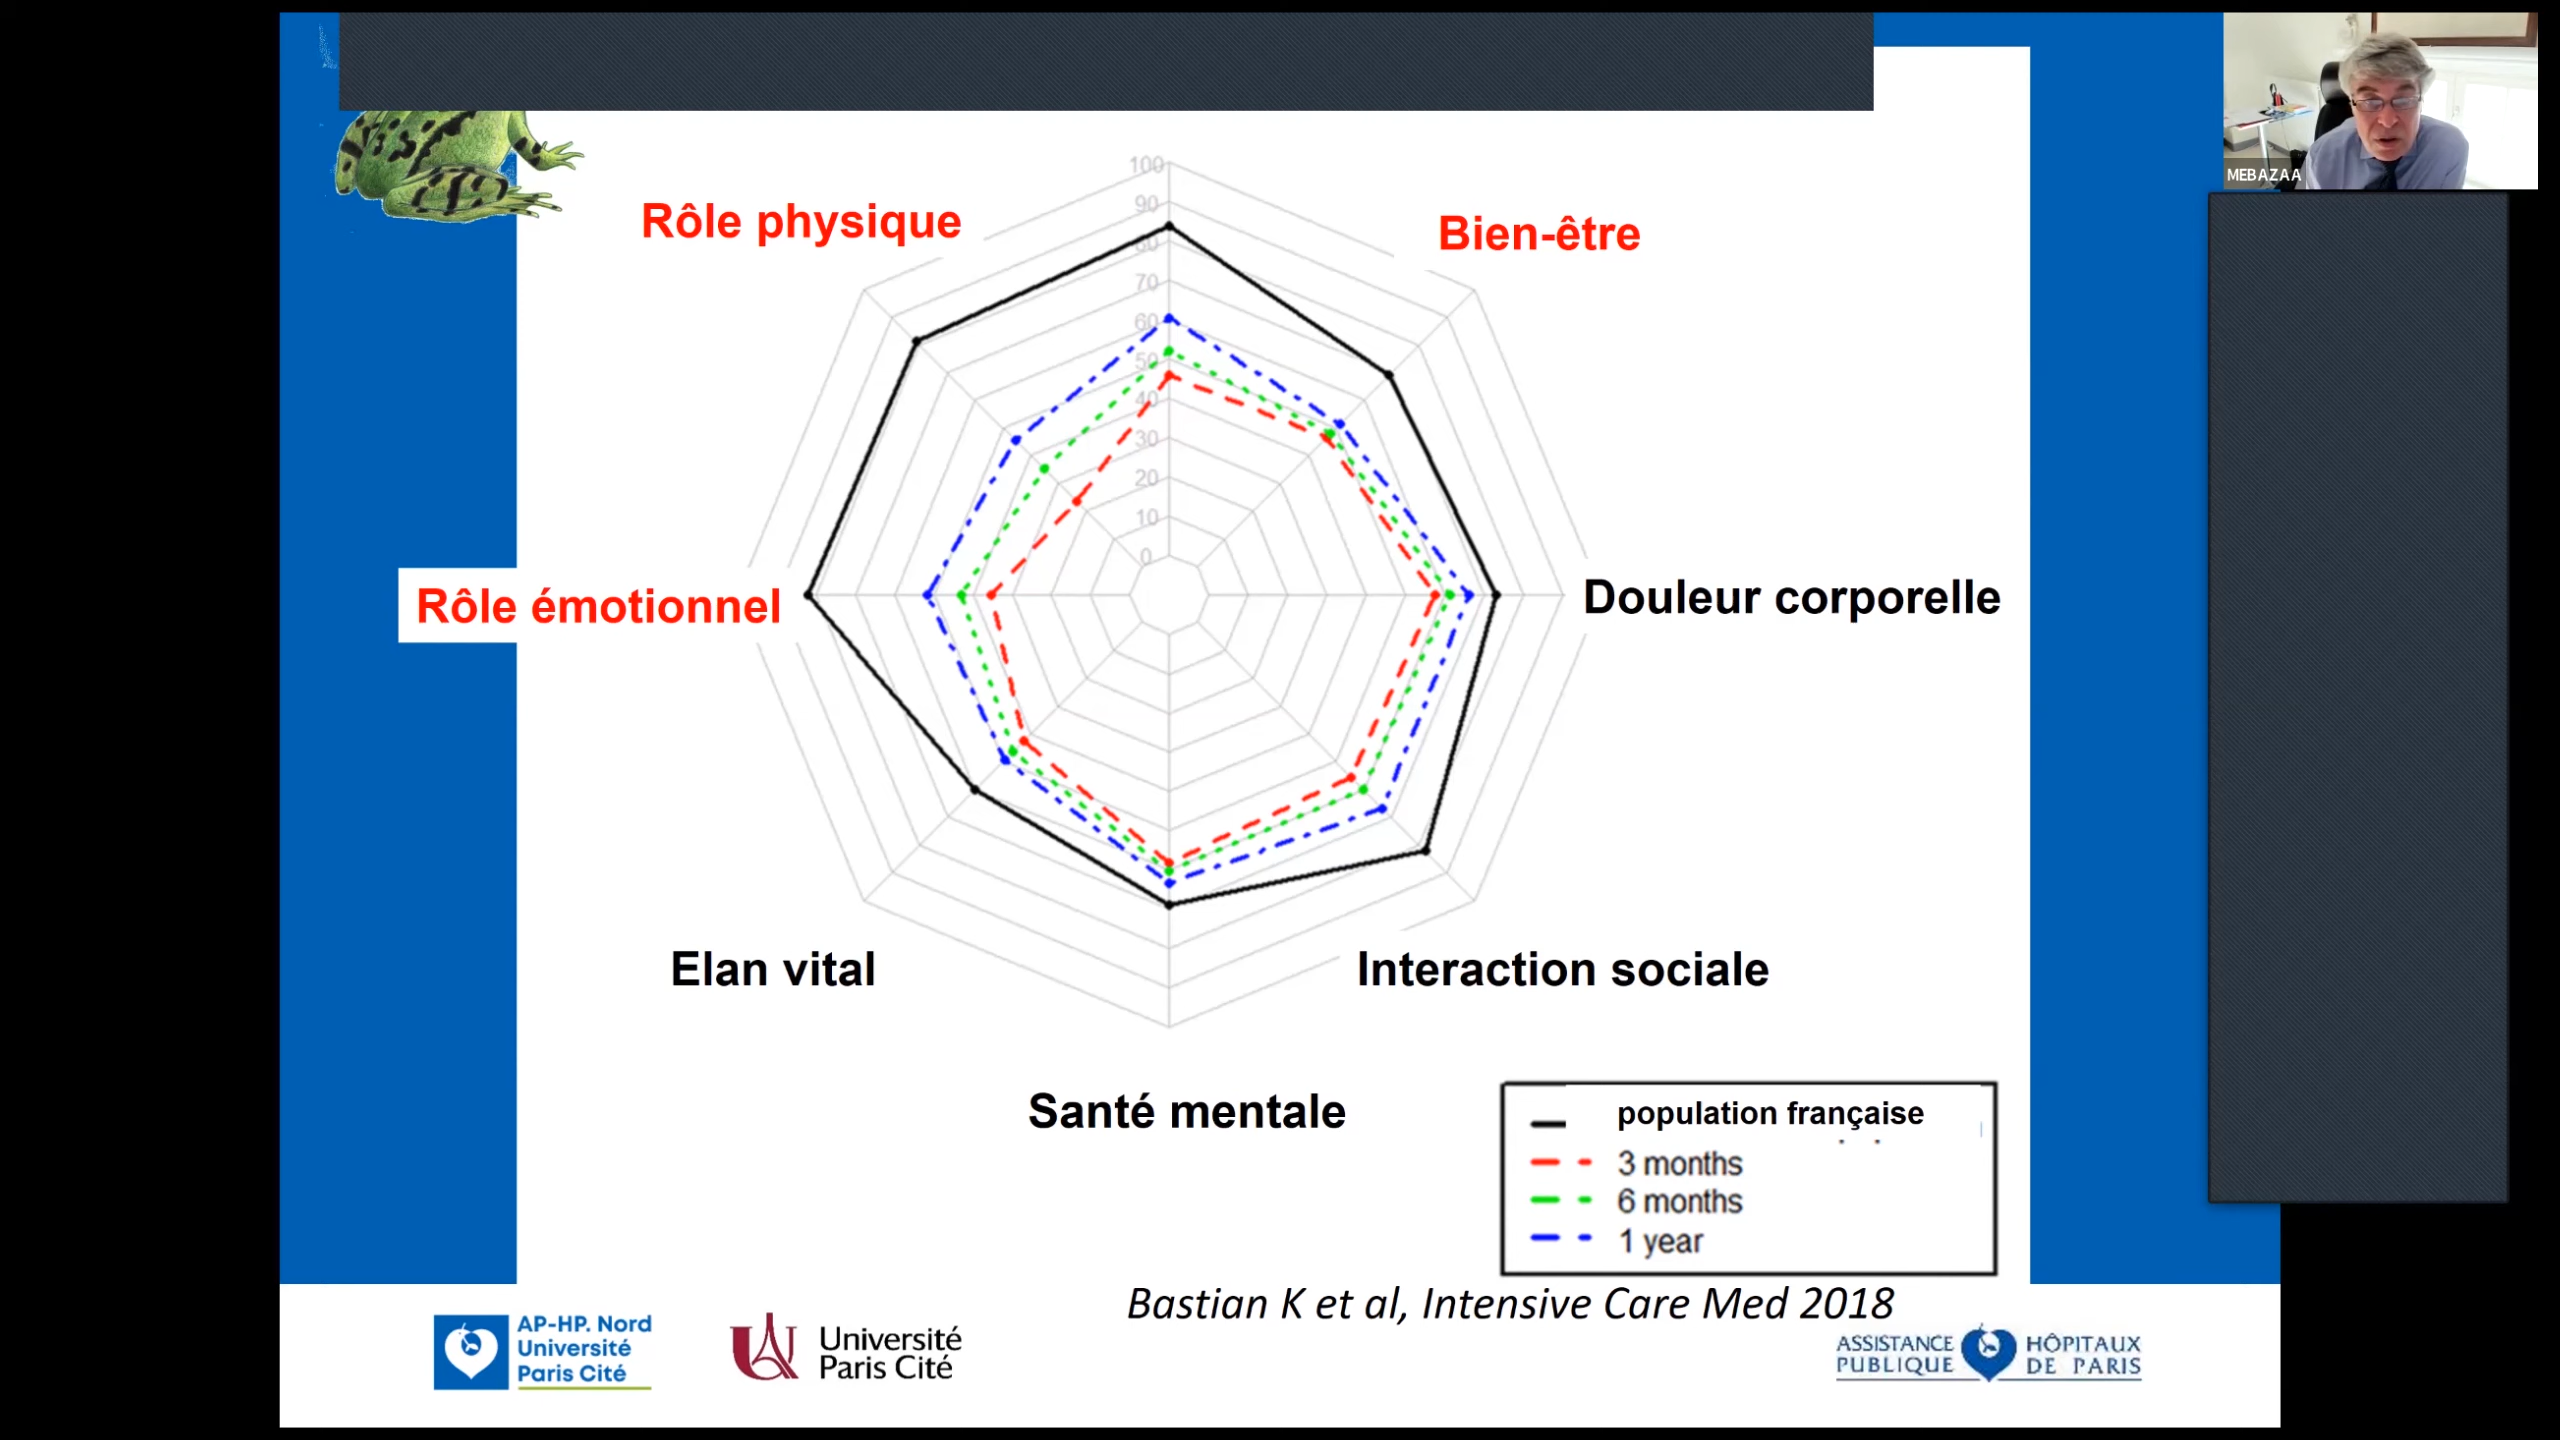 MEBAZAA
100
90
80
70
60
50
40
30
20
10
0
Rôle physique
Bien-être
Rôle émotionnel
Douleur corporelle
Elan vital
Interaction sociale
Santé mentale
population française
3 months
6 months
1 year
Bastian K et al, Intensive Care Med 2018
AP-HP. Nord
Université
Paris Cité
Université
Paris Cité
ASSISTANCE HÔPITAUX
PUBLIQUE DE PARIS